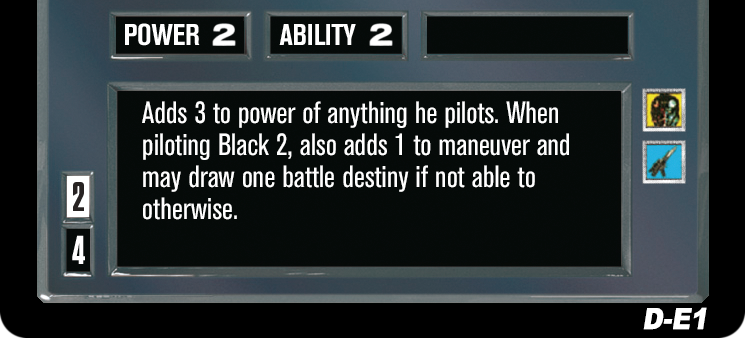 POWER 2 ABILITY 2
Adds 3 to power of anything he pilots. When
piloting Black 2, also adds 1 to maneuver and
may draw one battle destiny if not able to
otherwise.
2
4
D-E1